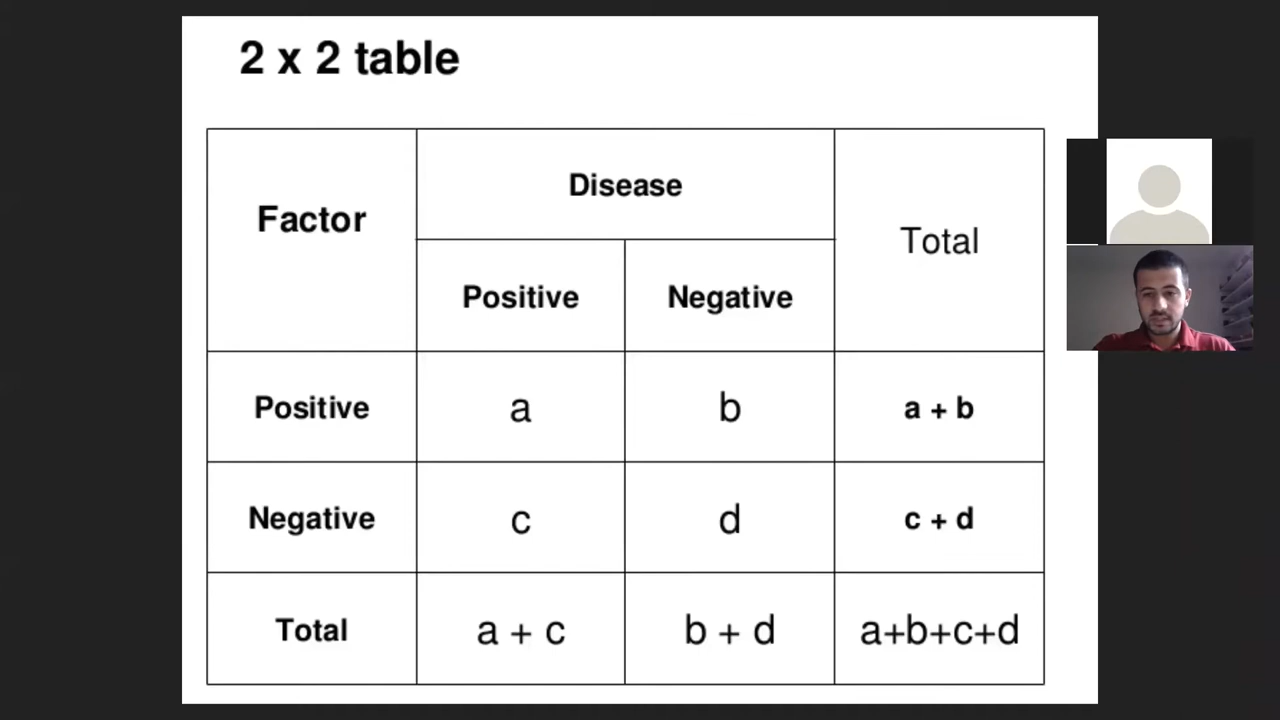 2 x 2 table
Factor
Disease
Total
Positive
Negative
Positive
a
b
a + b
Negative
c
d
c + d
Total
a + c
b + d
a+b+c+d